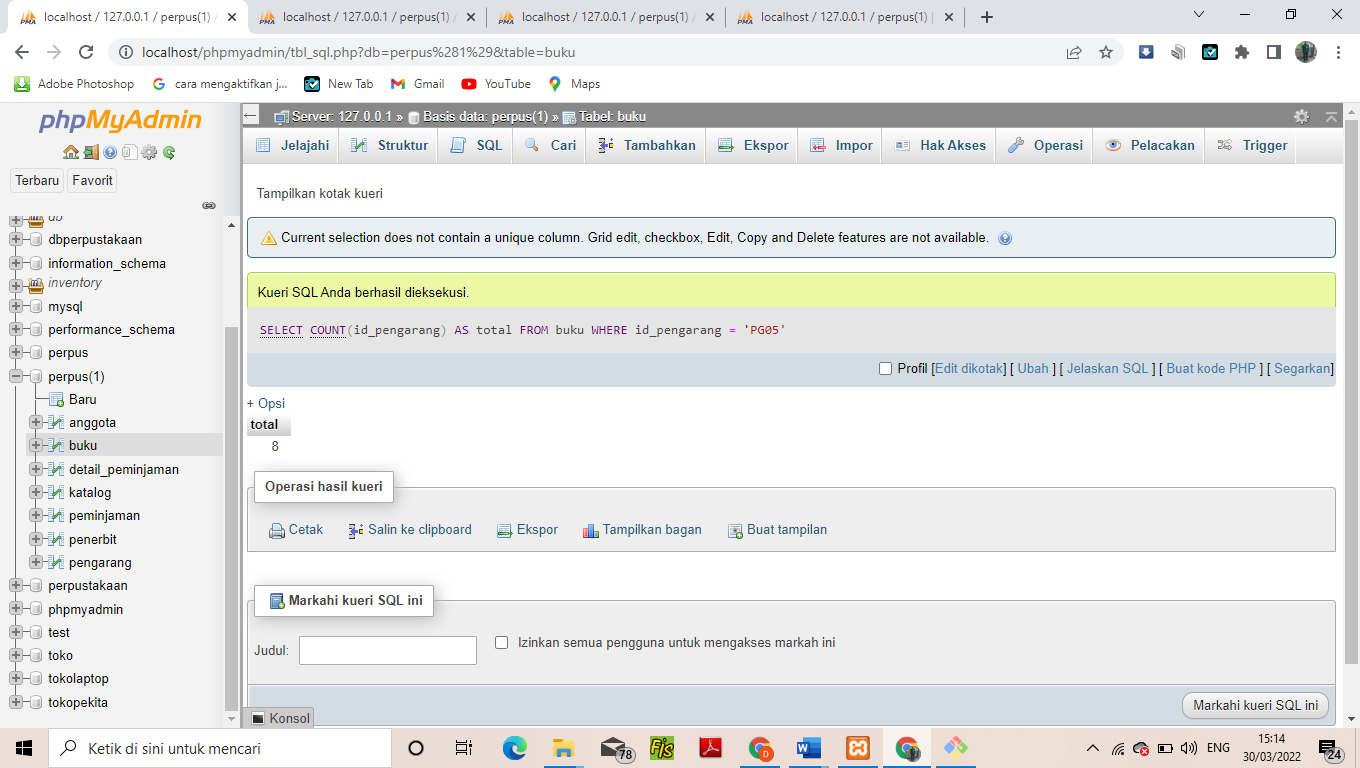 localhost / 127.0.0.1 / perpus(1) /
localhost / 127.0.0.1 / perpus(1) /
localhost / 127.0.0.1 / perpus(1) /
localhost / 127.0.0.1 / perpus(1) |
localhost/phpmyadmin/tbl_sql.php?db=perpus%281%29&table=buku
Adobe Photoshop
cara mengaktifkan j...
New Tab
Gmail
YouTube
Maps
phpMyAdmin
Terbaru
Favorit
db
dbperpustakaan
information_schema
inventory
mysql
performance_schema
perpus
perpus(1)
Baru
anggota
buku
detail_peminjaman
katalog
peminjaman
penerbit
pengarang
perpustakaan
phpmyadmin
test
toko
tokolaptop
tokopekita
Server: 127.0.0.1 » Basis data: perpus(1) » Tabel: buku
Jelajahi
Struktur
SQL
Cari
Tambahkan
Ekspor
Impor
Hak Akses
Operasi
Pelacakan
Trigger
Tampilkan kotak kueri
Current selection does not contain a unique column. Grid edit, checkbox, Edit, Copy and Delete features are not available.
Kueri SQL Anda berhasil dieksekusi.
SELECT COUNT(id_pengarang) AS total FROM buku WHERE id_pengarang = 'PG05'
Profil [Edit dikotak] [ Ubah ] [ Jelaskan SQL ] [ Buat kode PHP ] [ Segarkan]
+ Opsi
total
8
Operasi hasil kueri
Cetak
Salin ke clipboard
Ekspor
Tampilkan bagan
Buat tampilan
Markahi kueri SQL ini
Judul:
Izinkan semua pengguna untuk mengakses markah ini
Markahi kueri SQL ini
Konsol
Ketik di sini untuk mencari
78
Fjs
D
ENG
15:14
30/03/2022
24